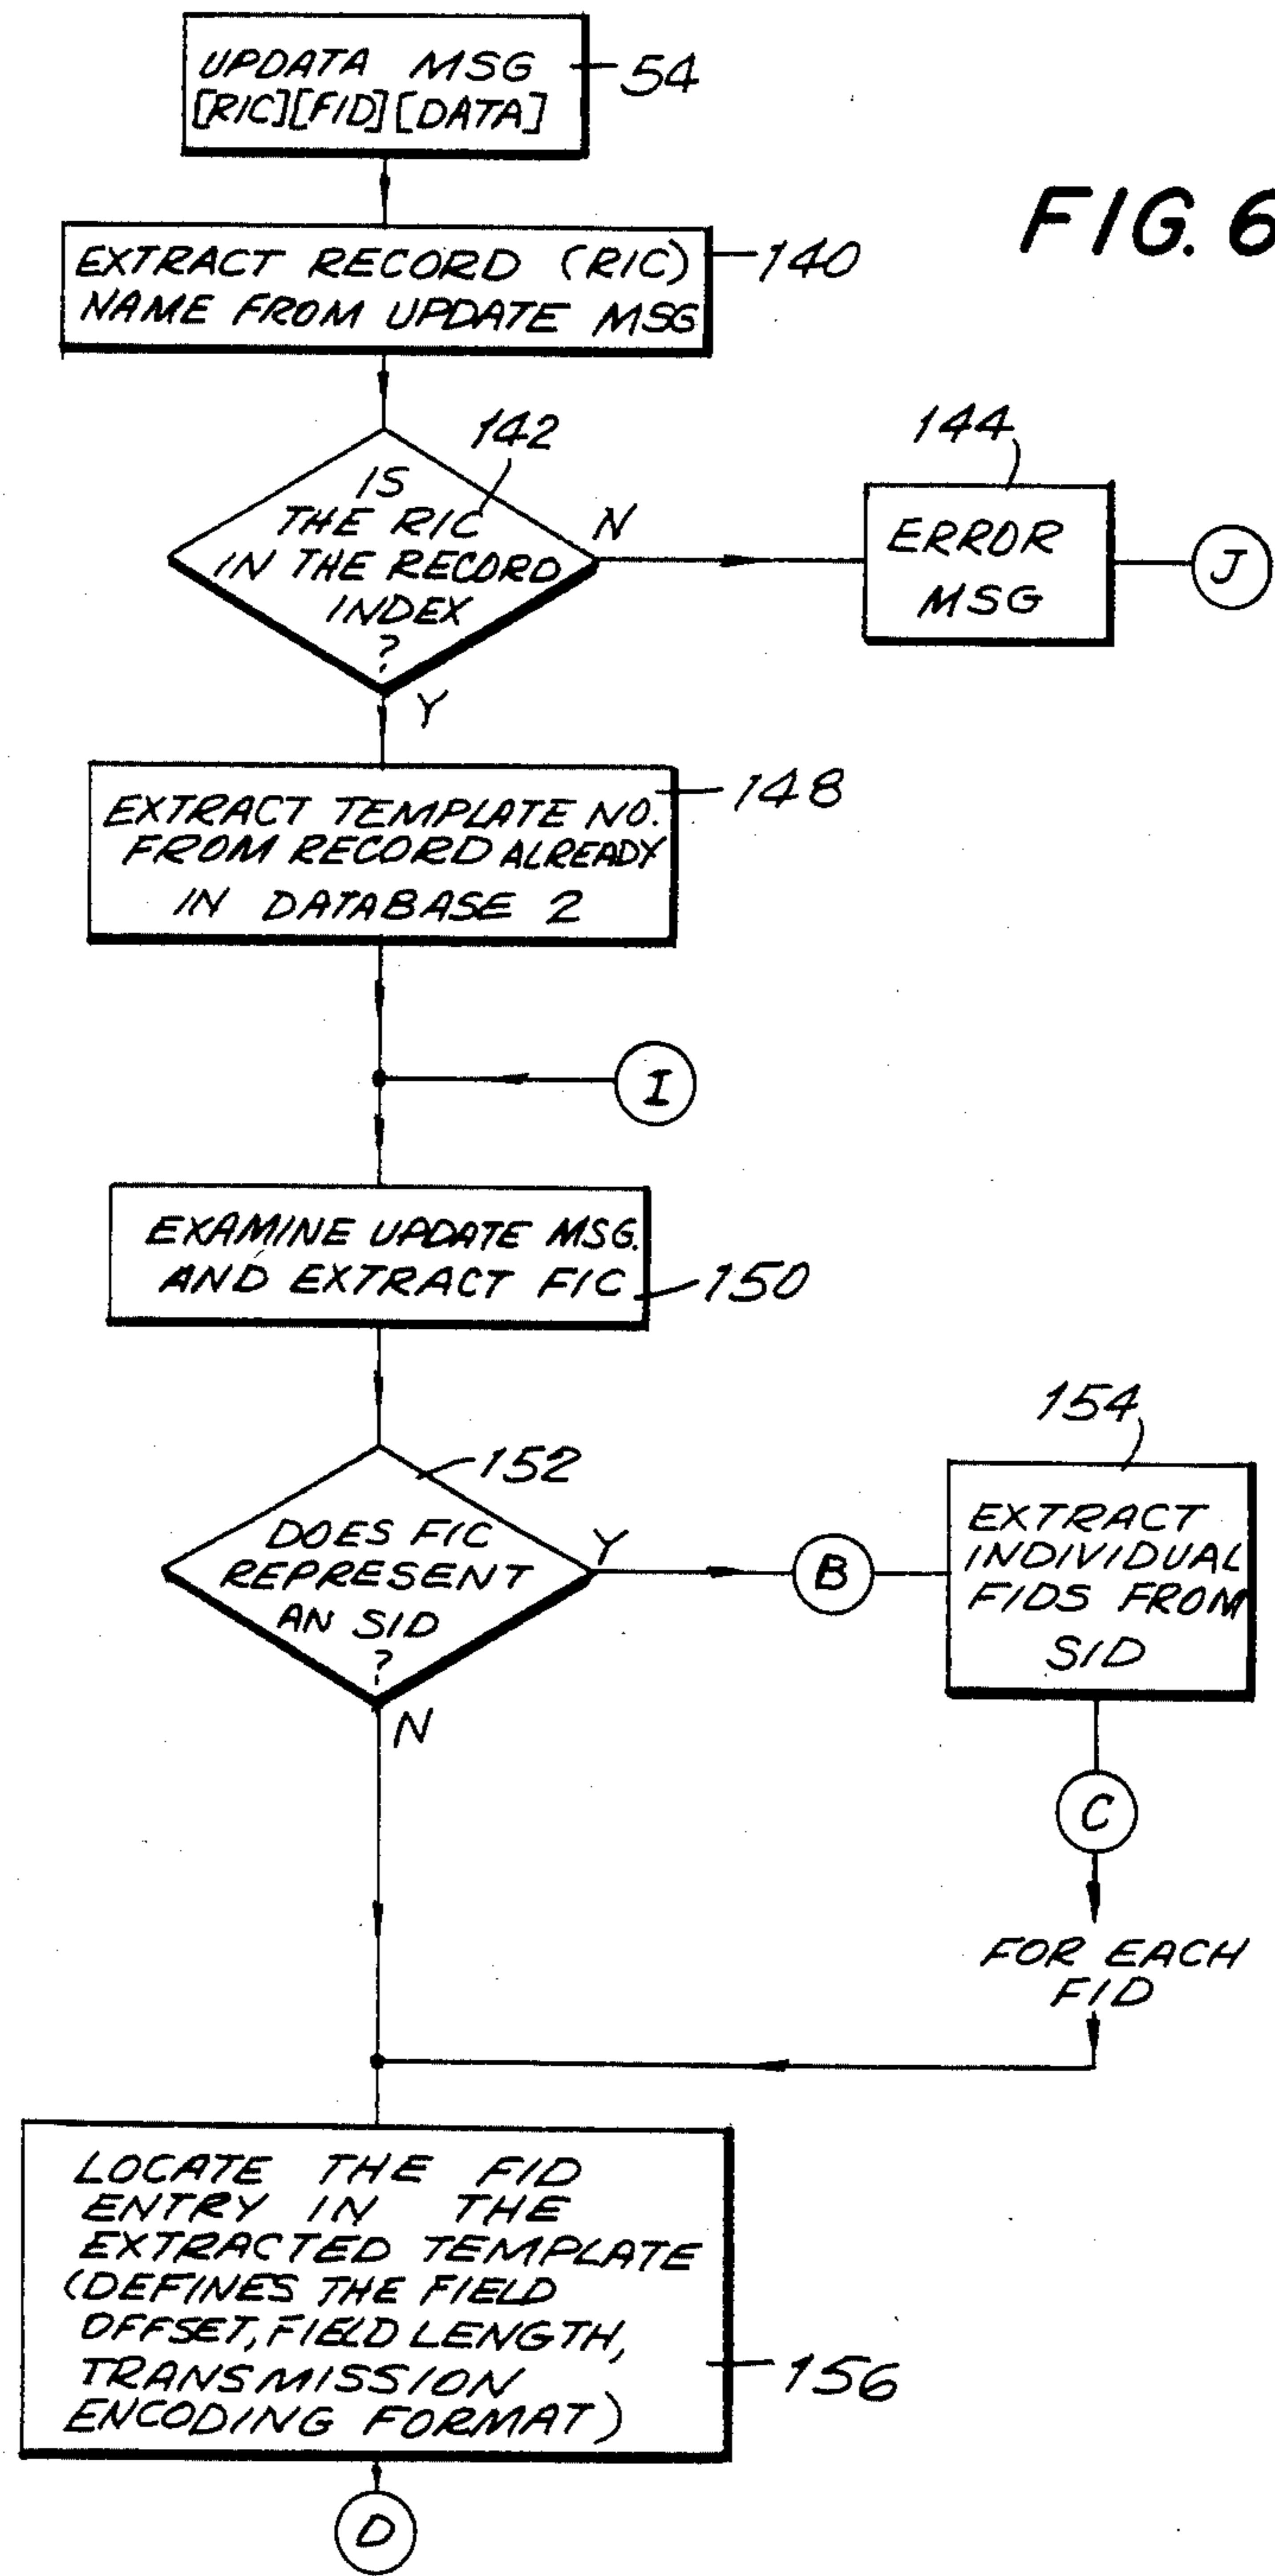 UPDATA MSG
[RIC][FID][DATA]
54
FIG. 6
EXTRACT RECORD (RIC)
NAME FROM UPDATE MSG
140
142
IS
THE RIC
IN THE RECORD
INDEX
?
N
Y
144
ERROR
MSG
J
EXTRACT TEMPLATE NO.
FROM RECORD ALREADY
IN DATABASE 2
148
I
EXAMINE UPDATE MSG.
AND EXTRACT FIC
150
152
DOES FIC
REPRESENT
AN SID
?
Y
N
B
154
EXTRACT
INDIVIDUAL
FIDS FROM
SID
C
FOR EACH
FID
LOCATE THE FID
ENTRY IN THE
EXTRACTED TEMPLATE
(DEFINES THE FIELD
OFFSET, FIELD LENGTH,
TRANSMISSION
ENCODING FORMAT)
156
D